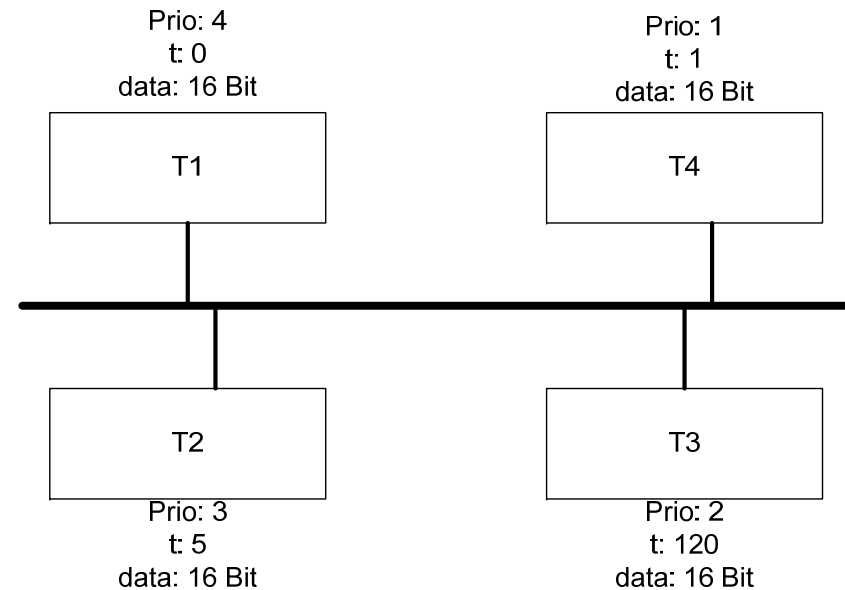 Prio: 4
t: 0
data: 16 Bit
T1
Prio: 1
t: 1
data: 16 Bit
T4
T2
Prio: 3
t: 5
data: 16 Bit
T3
Prio: 2
t: 120
data: 16 Bit